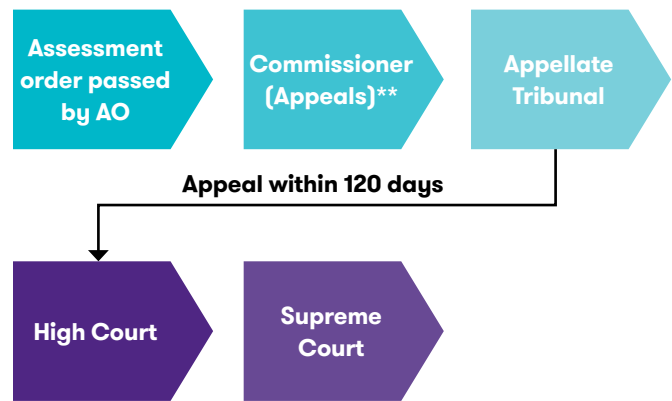 Assessment
order passed
by AO
Commissioner
(Appeals)**
Appellate
Tribunal
Appeal within 120 days
High Court
Supreme
Court